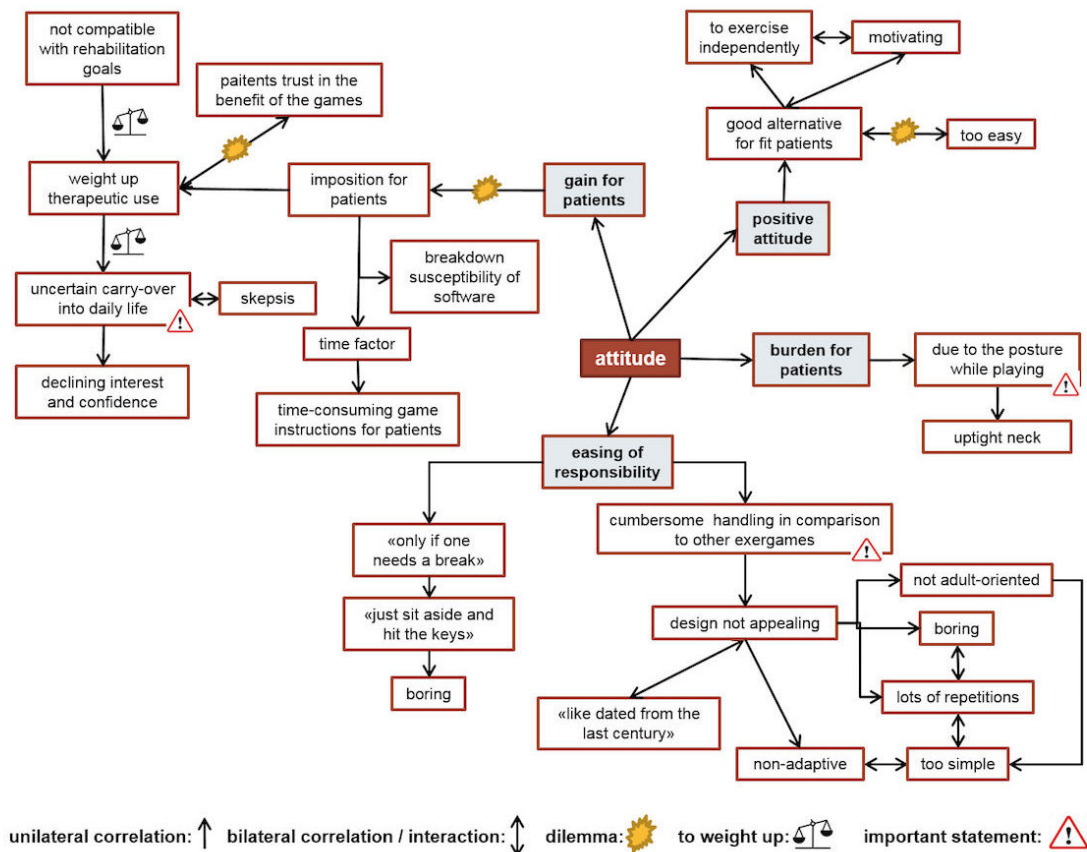 not compatible
with rehabilitation
goals
paitents trust in the
benefit of the games
to exercise
independently
motivating
good alternative
for fit patients
too easy
weight up
therapeutic use
imposition for
patients
gain for
patients
positive
attitude
breakdown
susceptibility of
software
uncertain carry-over
into daily life
skepsis
time factor
attitude
burden for
patients
due to the posture
while playing
declining interest
and confidence
time-consuming game
instructions for patients
uptight neck
easing of
responsibility
«only if one
needs a break»
cumbersome handling in comparison
to other exergames
not adult-oriented
«just sit aside and
hit the keys»
design not appealing
boring
boring
lots of repetitions
«like dated from the
last century»
non-adaptive
too simple
unilateral correlation:
bilateral correlation / interaction:
dilemma:
to weight up:
important statement: